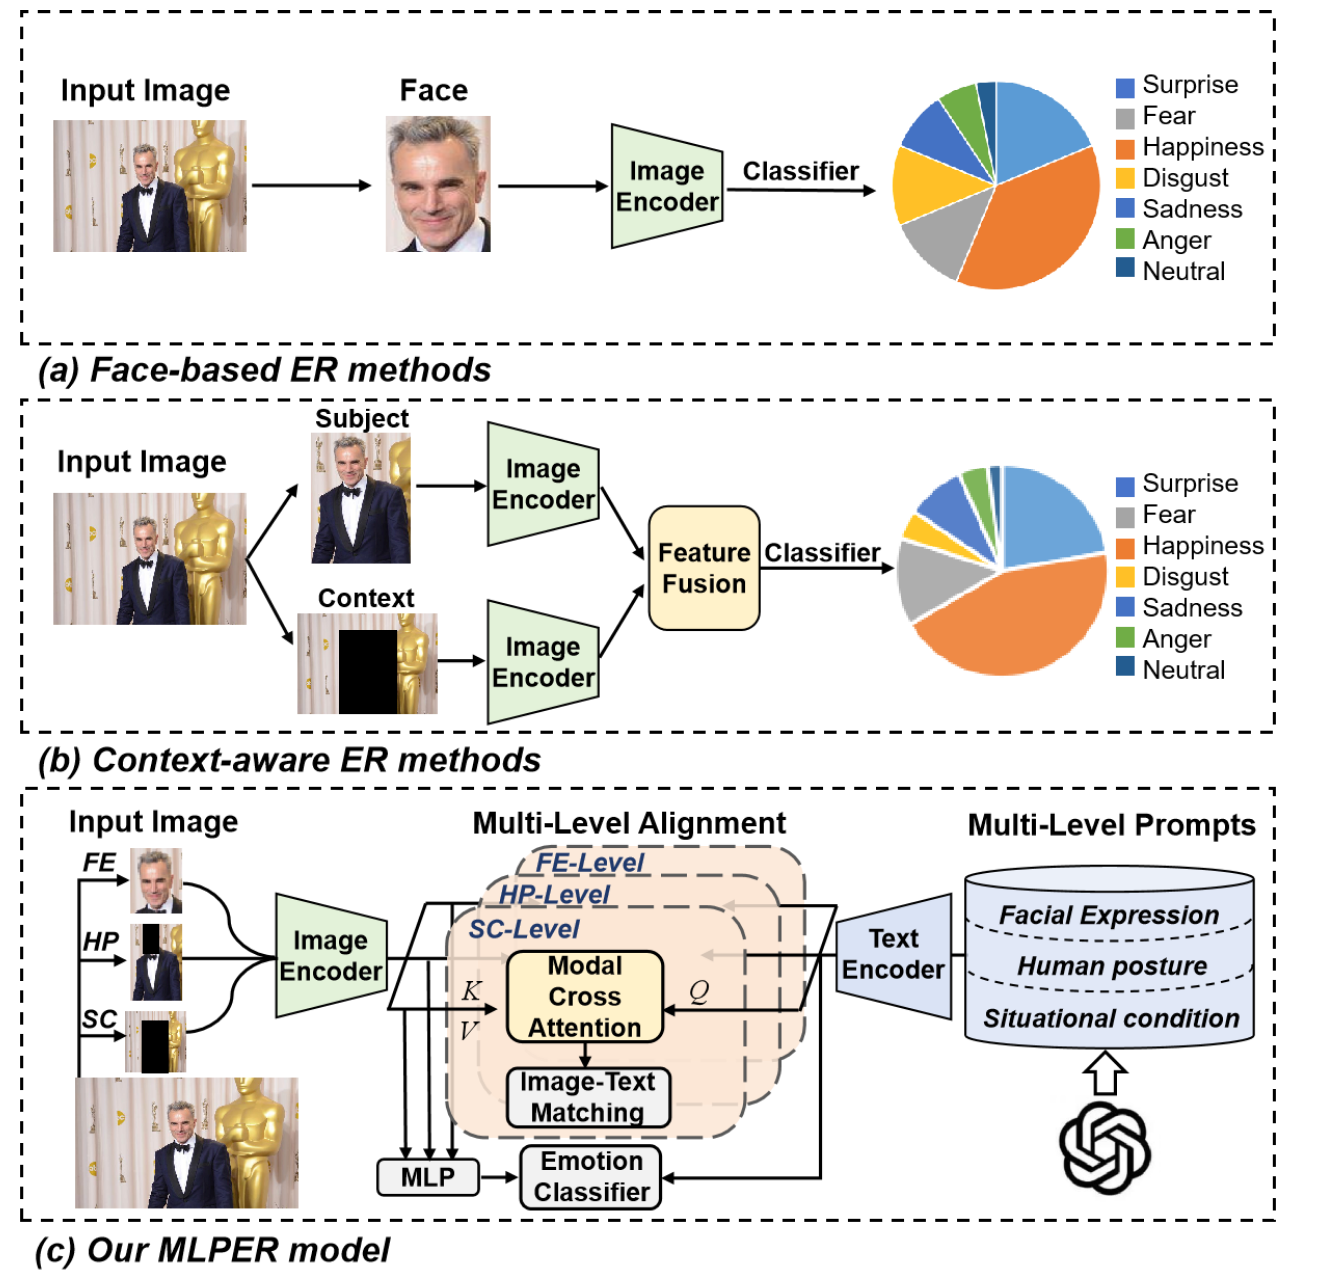 Input Image
Face
Image
Encoder
Classifier
Surprise
Fear
Happiness
Disgust
Sadness
Anger
Neutral
(a) Face-based ER methods
Input Image
Subject
Context
Image
Encoder
Image
Encoder
Feature
Fusion
Classifier
Surprise
Fear
Happiness
Disgust
Sadness
Anger
Neutral
(b) Context-aware ER methods
Input Image
FE
HP
SC
Image
Encoder
Multi-Level Alignment
FE-Level
HP-Level
SC-Level
K
V
Q
Modal
Cross
Attention
Image-Text
Matching
MLP
Emotion
Classifier
Text
Encoder
Multi-Level Prompts
Facial Expression
Human posture
Situational condition
(c) Our MLPER model